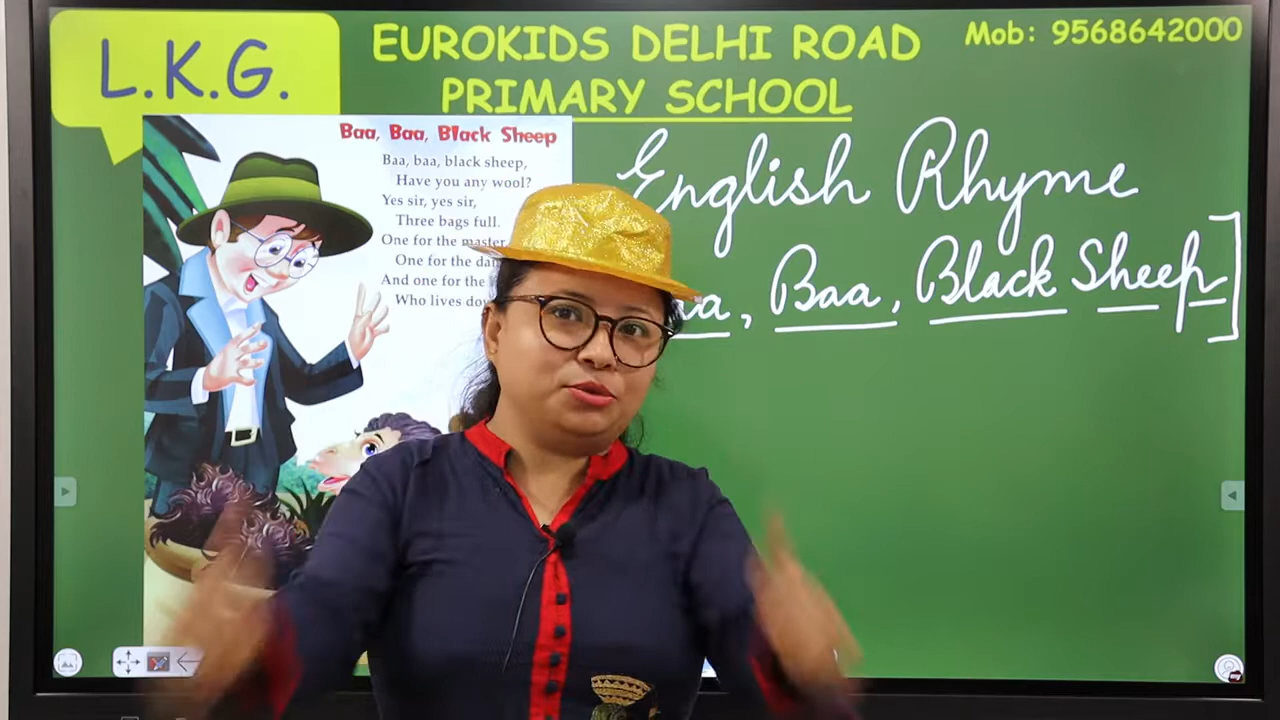 L.K.G.
EUROKIDS DELHI ROAD
PRIMARY SCHOOL
Mob: 9568642000
Baa, Baa, Black Sheep
Baa, baa, black sheep,
Have you any wool?
Yes sir, yes sir,
Three bags full.
One for the master
One for the
And one for the
Who lives
English Rhyme
, Baa, Black Sheep]